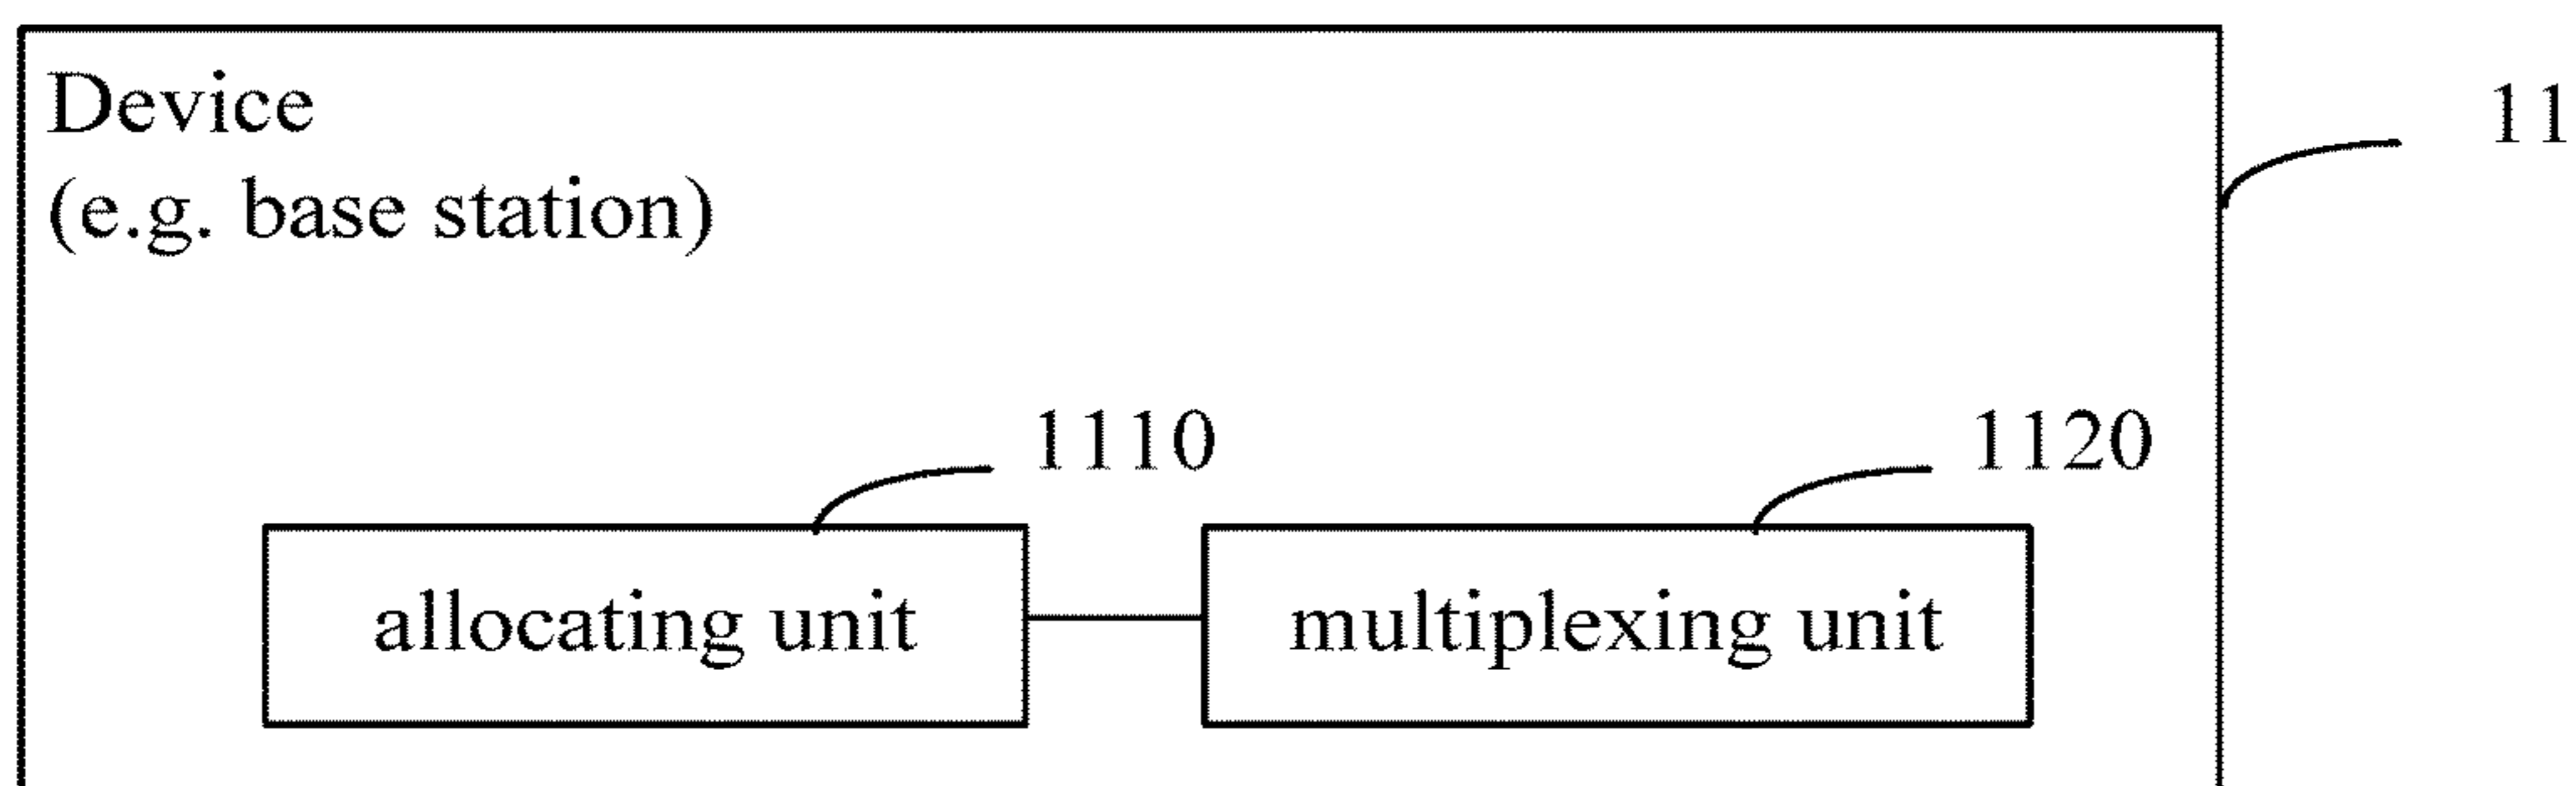 Device
(e.g. base station)
11
1110
1120
allocating unit
multiplexing unit